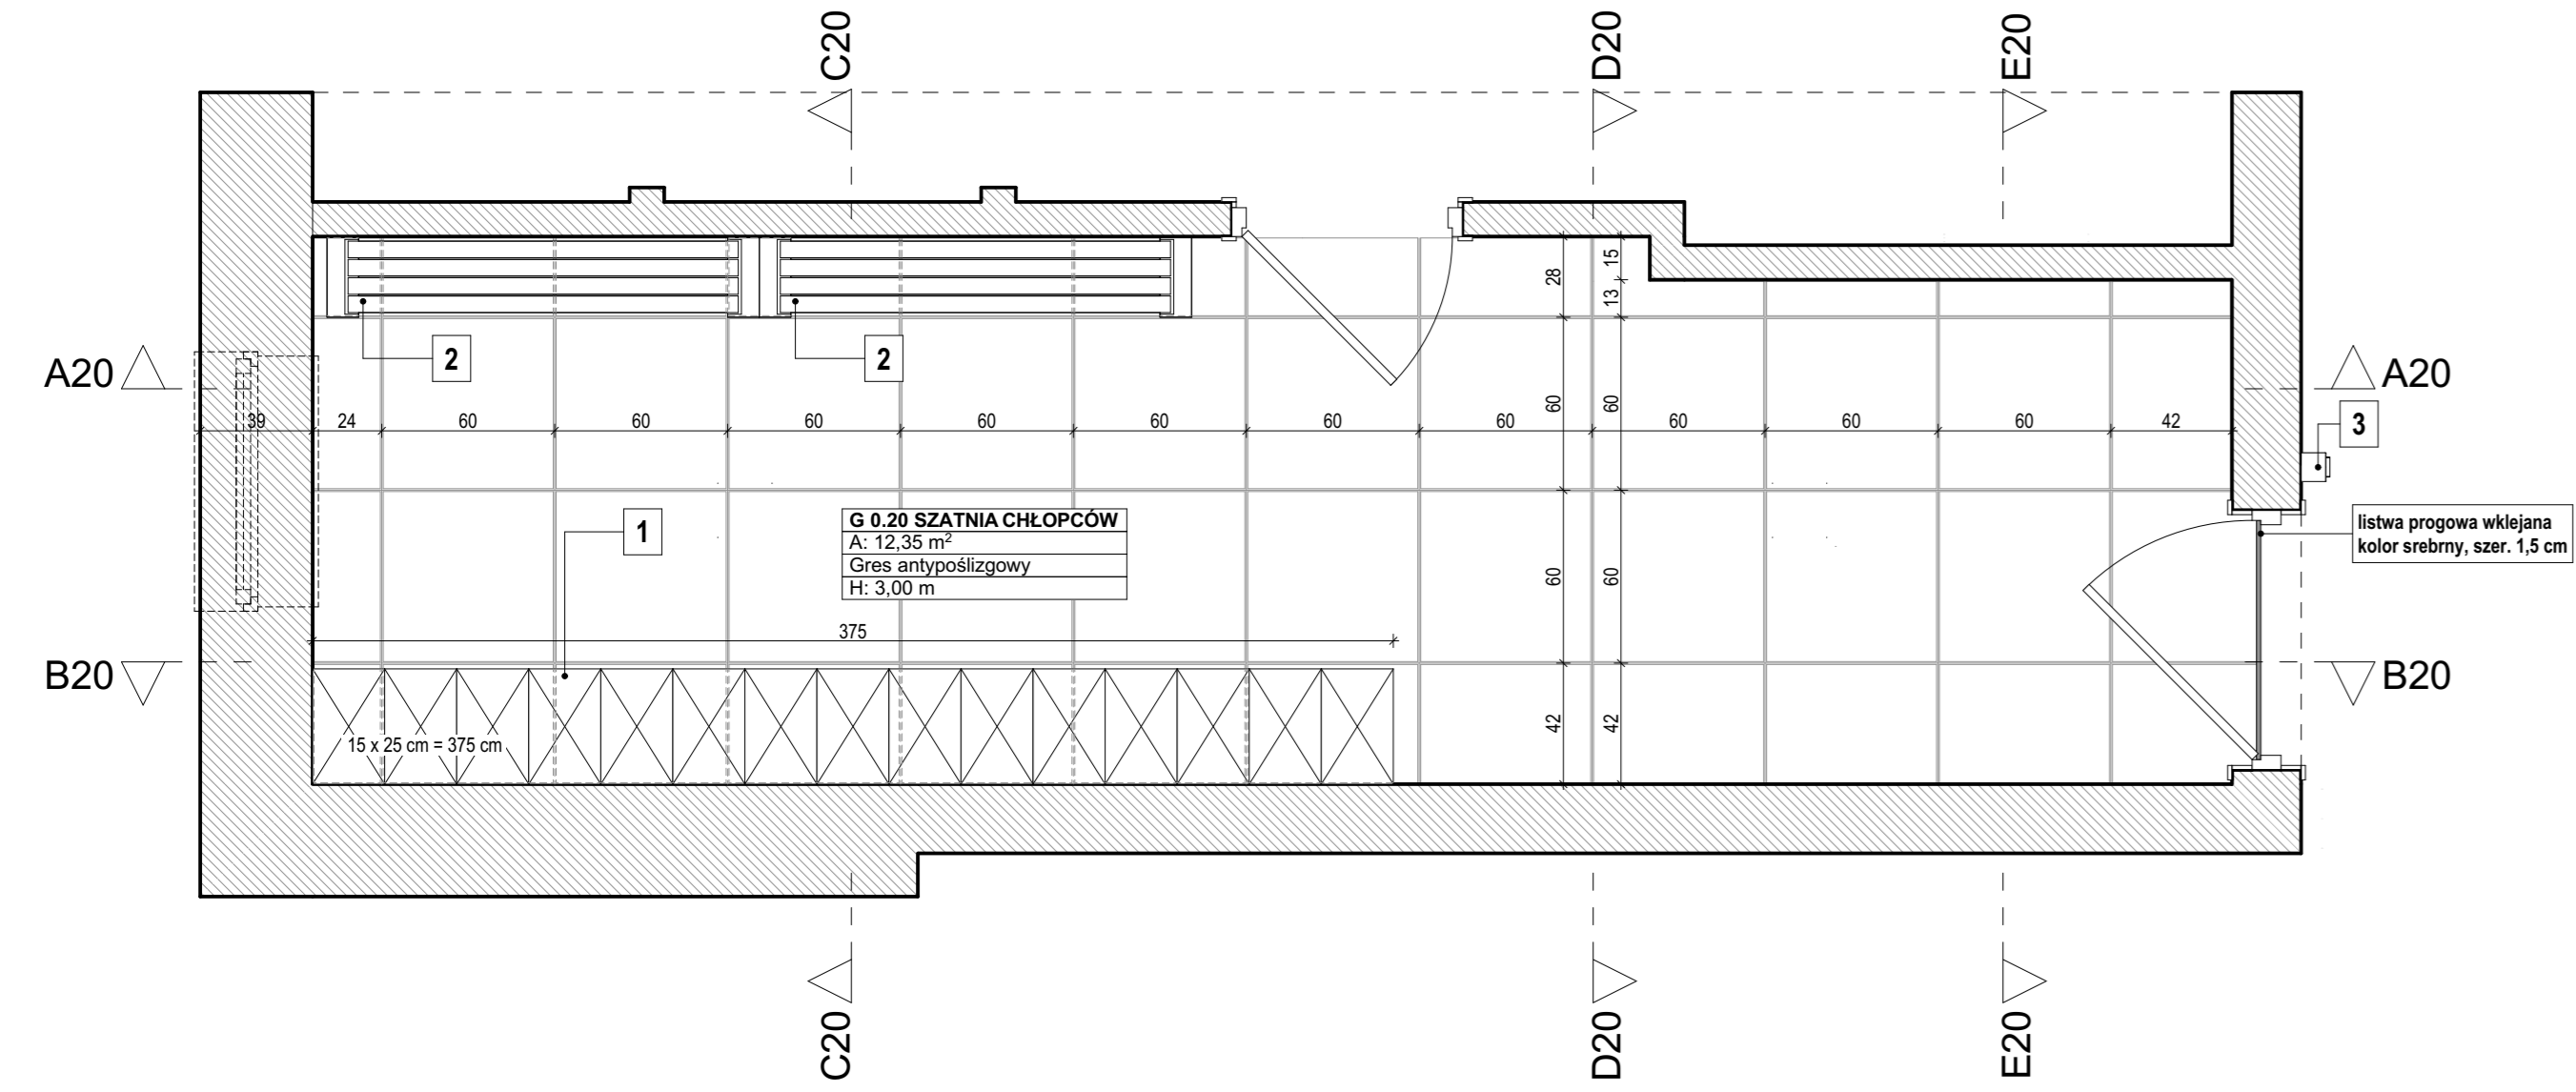 C20
D20
E20
28
15
13
2
2
A20
A20
3
39
24
60
60
60
60
60
60
60
60
60
60
42
60
60
G 0.20 SZATNIA CHŁOPCÓW
A: 12,35 m²
Gres antypoślizgowy
H: 3,00 m
1
listwa progowa wklejana
kolor srebrny, szer. 1,5 cm
60
60
375
B20
B20
42
42
15 x 25 cm = 375 cm
C20
D20
E20